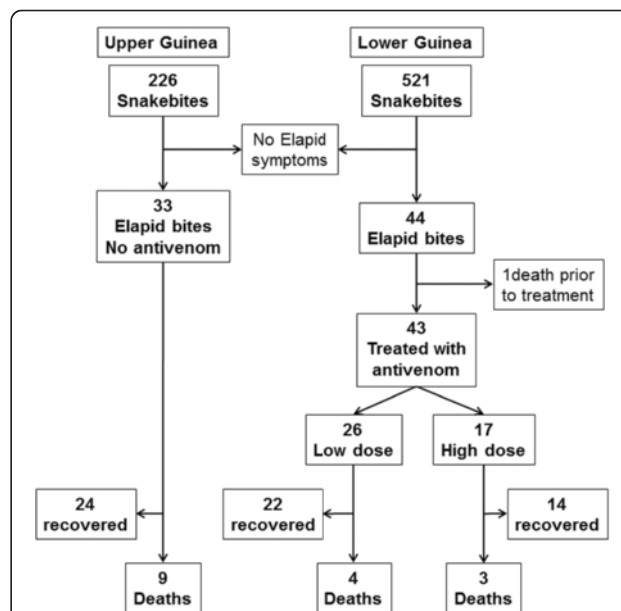 Upper Guinea
Lower Guinea
226
Snakebites
521
Snakebites
No Elapid
symptoms
33
Elapid bites
No antivenom
44
Elapid bites
1death prior
to treatment
43
Treated with
antivenom
26
Low dose
17
High dose
24
recovered
22
recovered
14
recovered
9
Deaths
4
Deaths
3
Deaths